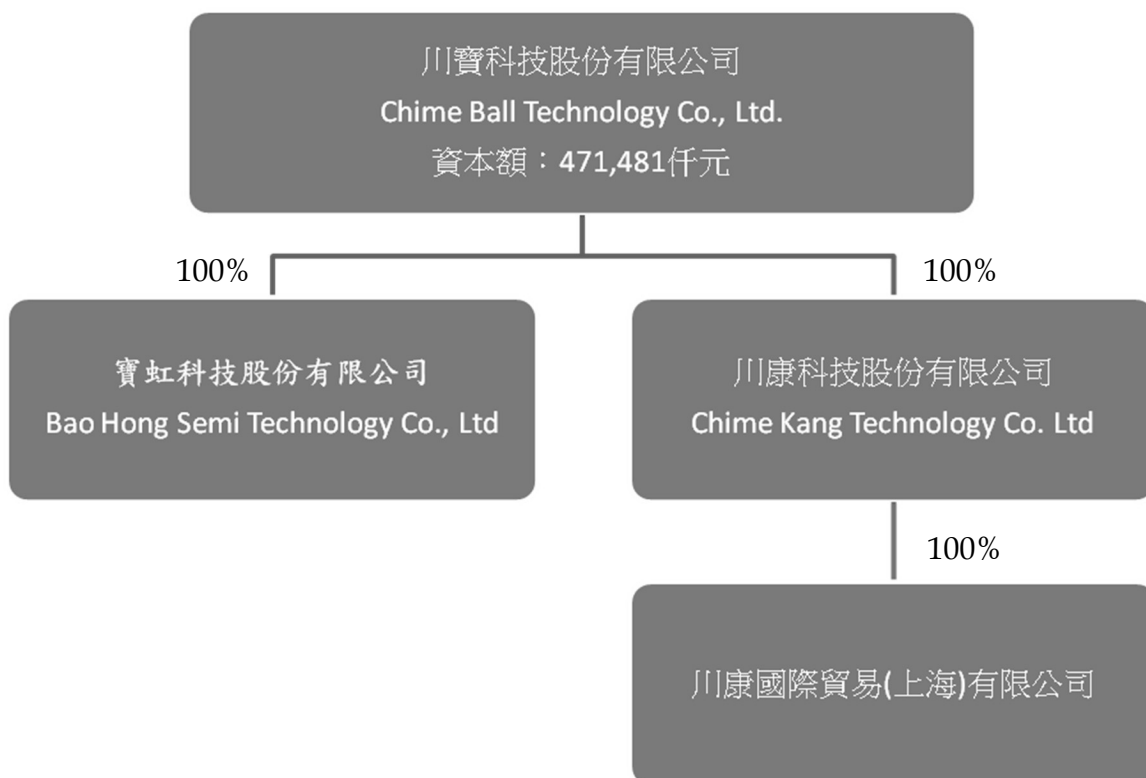 川寶科技股份有限公司
Chime Ball Technology Co., Ltd.
資本額：471,481仟元
100%
100%
寶虹科技股份有限公司
Bao Hong Semi Technology Co., Ltd
川康科技股份有限公司
Chime Kang Technology Co. Ltd
100%
川康國際貿易(上海)有限公司